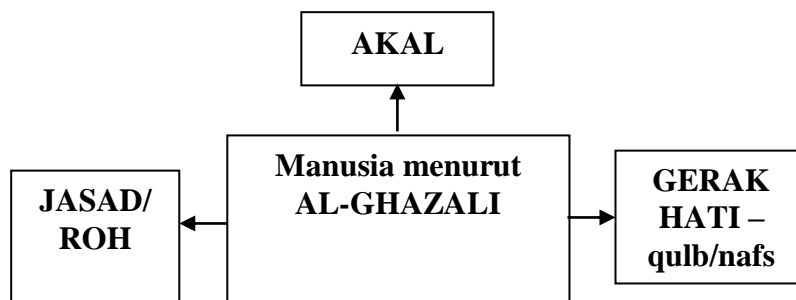 AKAL
Manusia menurut
AL-GHAZALI
JASAD/
ROH
GERAK
HATI –
qulb/nafs